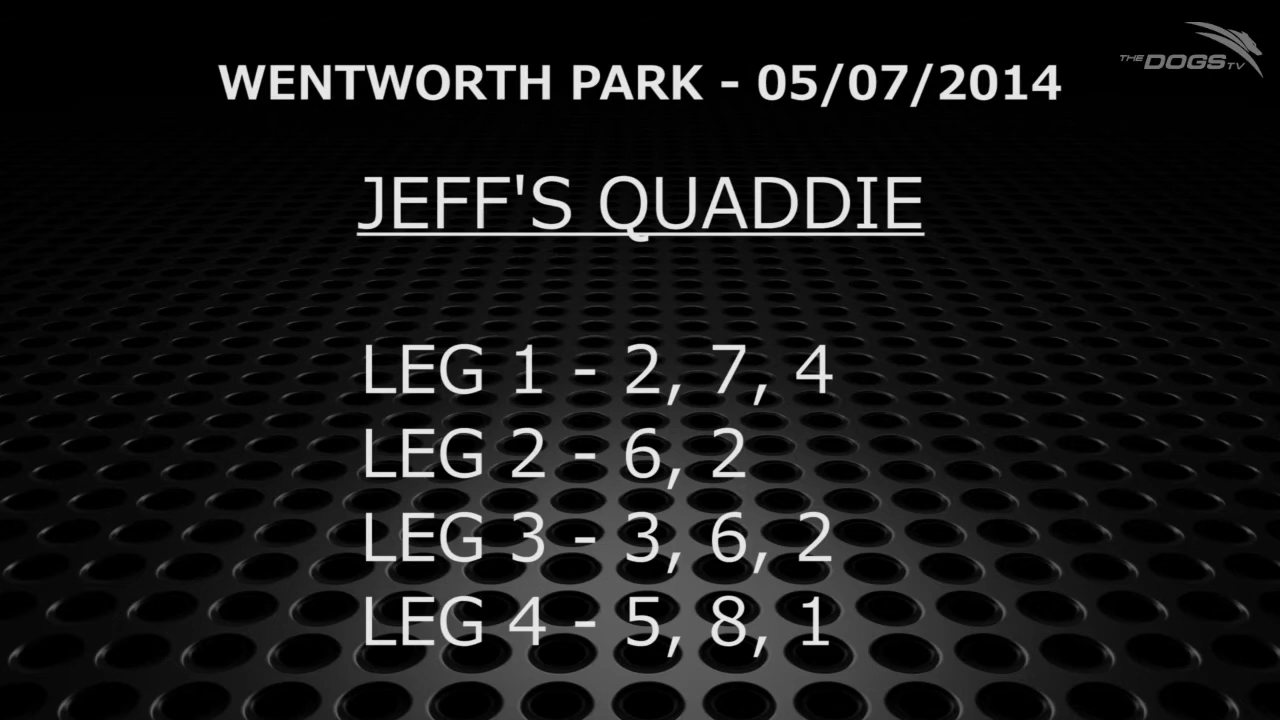 THE DOGS TV
WENTWORTH PARK - 05/07/2014
JEFF'S QUADDIE
LEG 1 - 2, 7, 4
LEG 2 - 6, 2
LEG 3 - 3, 6, 2
LEG 4 - 5, 8, 1